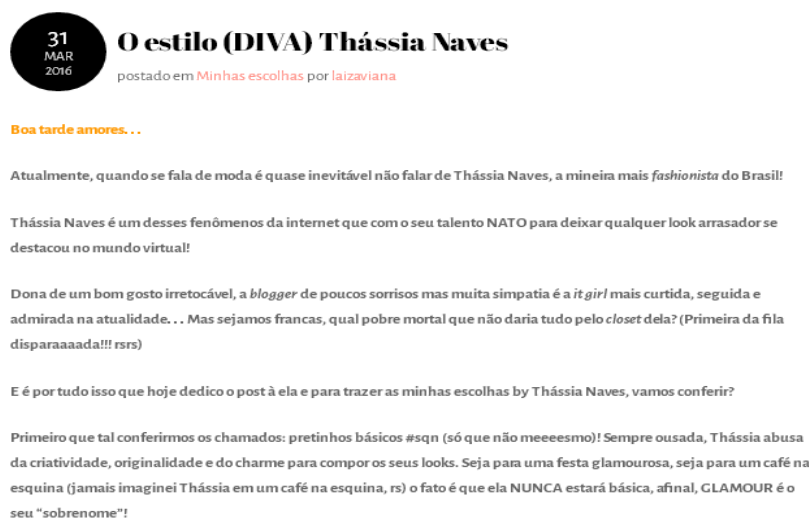 31
MAR
2016
O estilo (DIVA) Thássia Naves
postado em Minhas escolhas por laizaviana
Boa tarde amores. . .
Atualmente, quando se fala de moda é quase inevitável não falar de Thássia Naves, a mineira mais fashionista do Brasil!
Thássia Naves é um desses fenômenos da internet que com o seu talento NATO para deixar qualquer look arrasador se
destacou no mundo virtual!
Dona de um bom gosto irretocável, a blogger de poucos sorrisos mas muita simpatia é a it girl mais curtida, seguida e
admirada na atualidade. . . Mas sejamos francas, qual pobre mortal que não daria tudo pelo closet dela? (Primeira da fila
disparaaaada!!! rsrs)
E é por tudo isso que hoje dedico o post à ela e para trazer as minhas escolhas by Thássia Naves, vamos conferir?
Primeiro que tal conferirmos os chamados: pretinhos básicos #sqn (só que não meeeesmo)! Sempre ousada, Thássia abusa
da criatividade, originalidade e do charme para compor os seus looks. Seja para uma festa glamourosa, seja para um café na
esquina (jamais imaginei Thássia em um café na esquina, rs) o fato é que ela NUNCA estará básica, afinal, GLAMOUR é o
seu “sobrenome”!